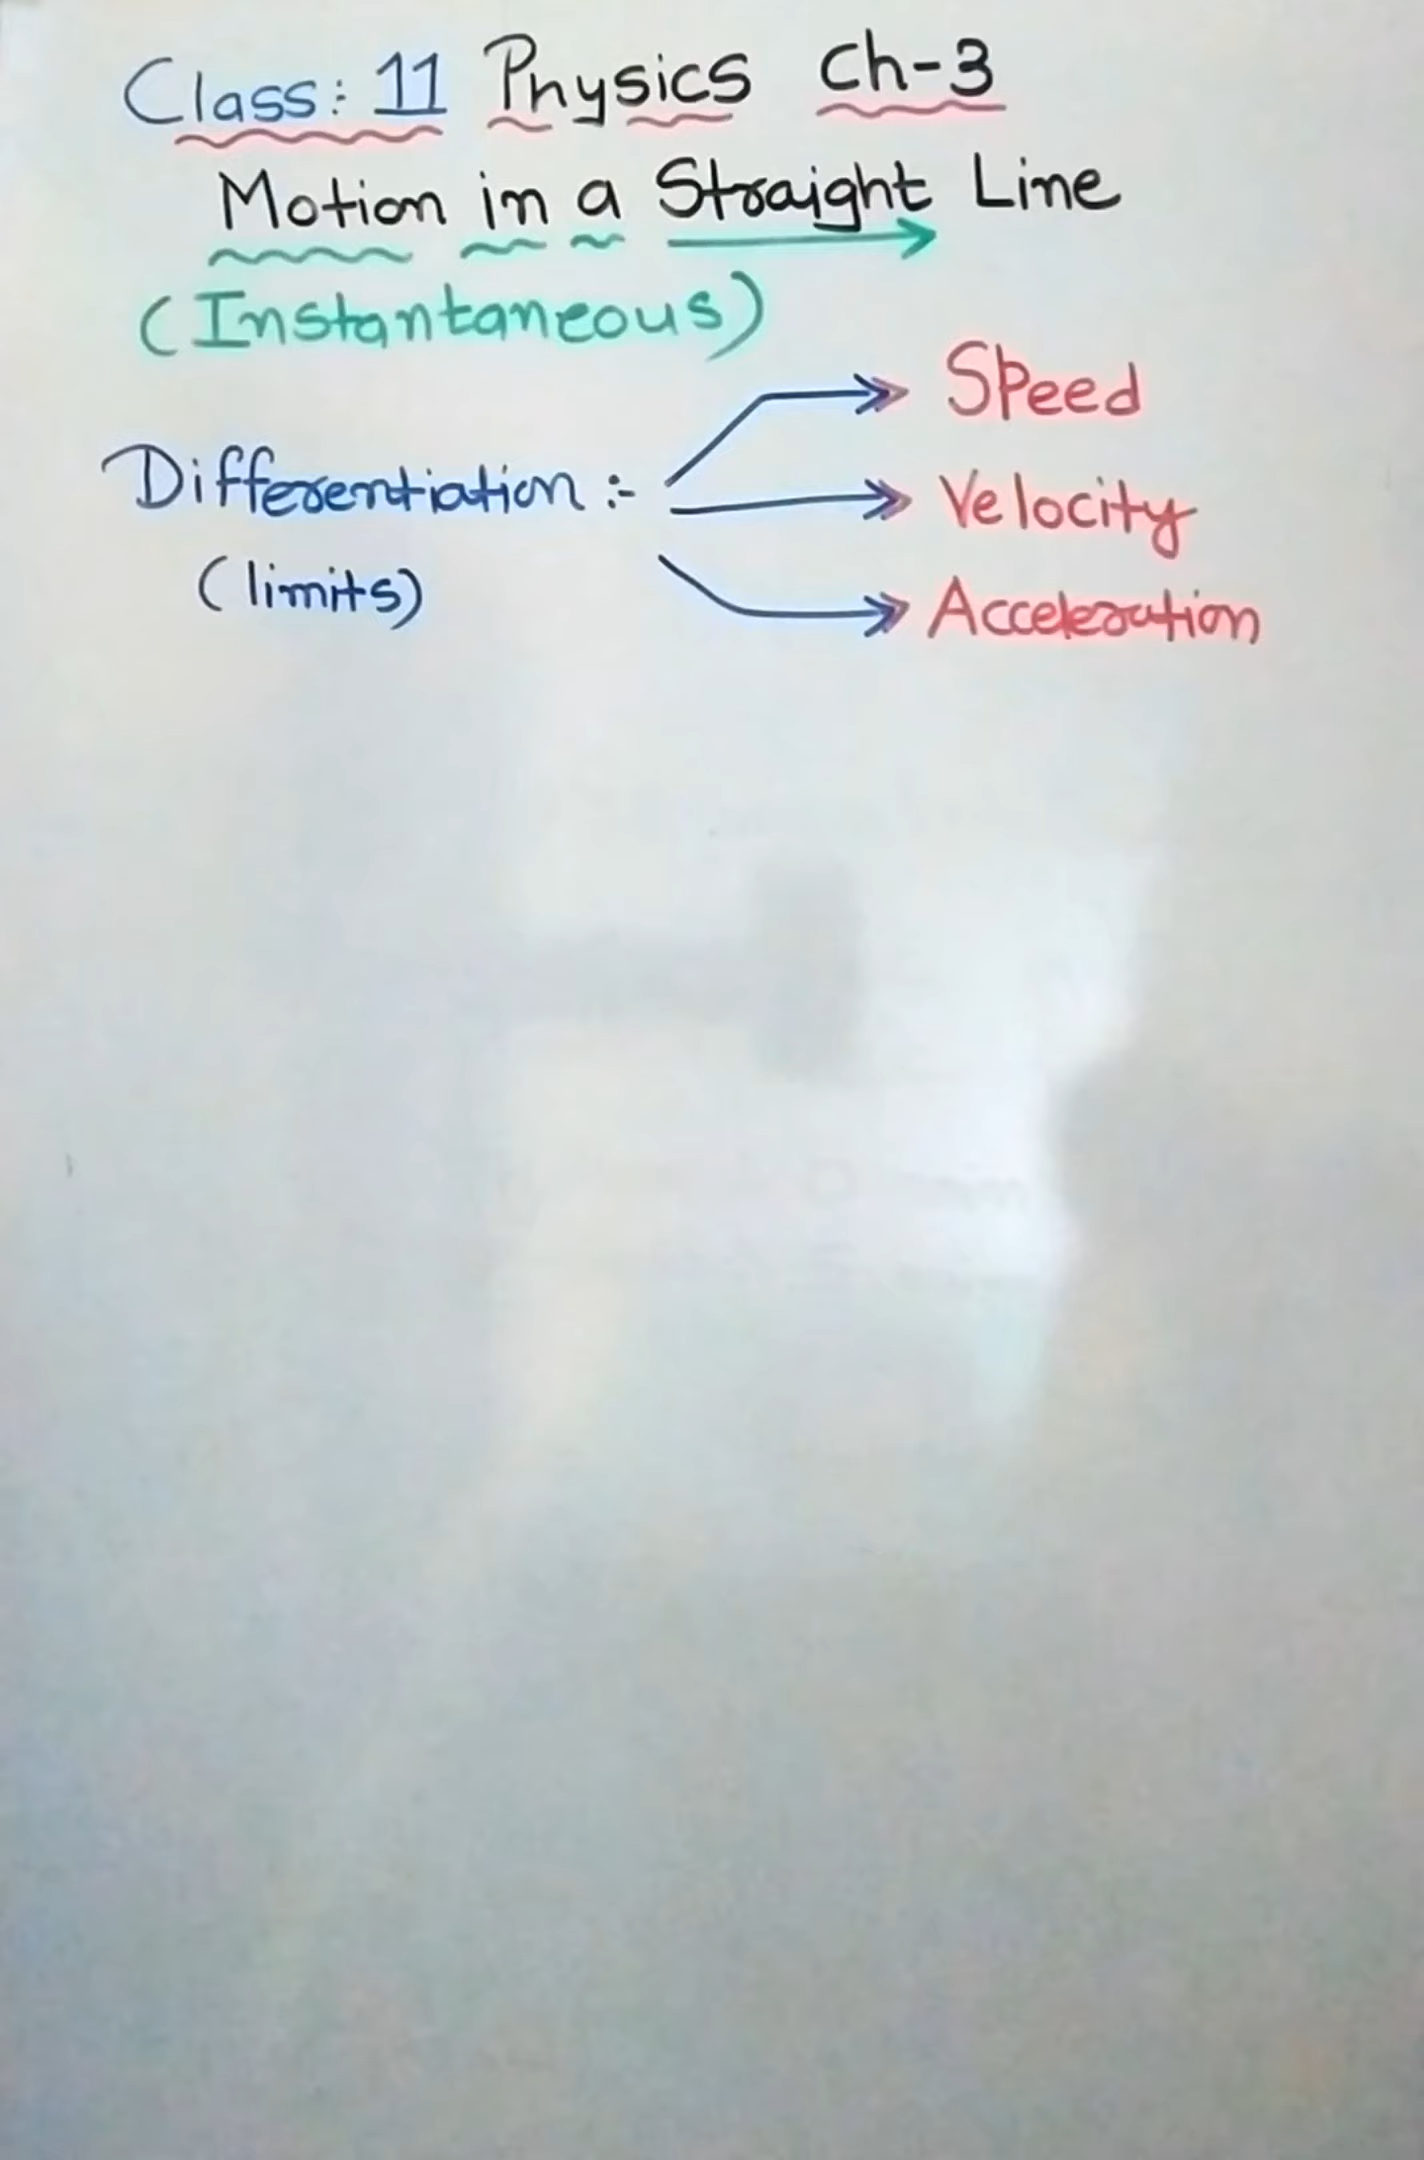 Class: 11 Physics Ch-3
Motion in a Straight Line
(Instantaneous)
Speed
Differentiation :-
Velocity
(limits)
Acceleration